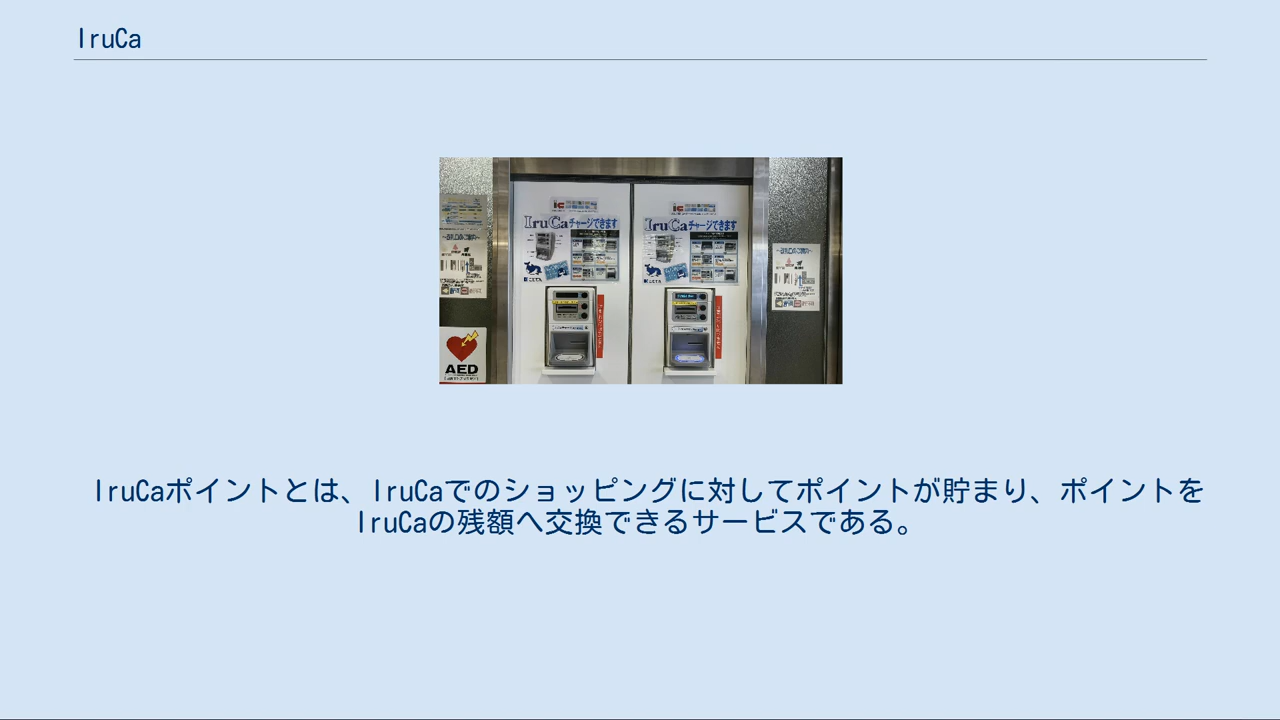 IruCa
ic
IruCaチャージできます
ic
IruCaチャージできます
AED
IruCaポイントとは、IruCaでのショッピングに対してポイントが貯まり、ポイントを
IruCaの残額へ交換できるサービスである。